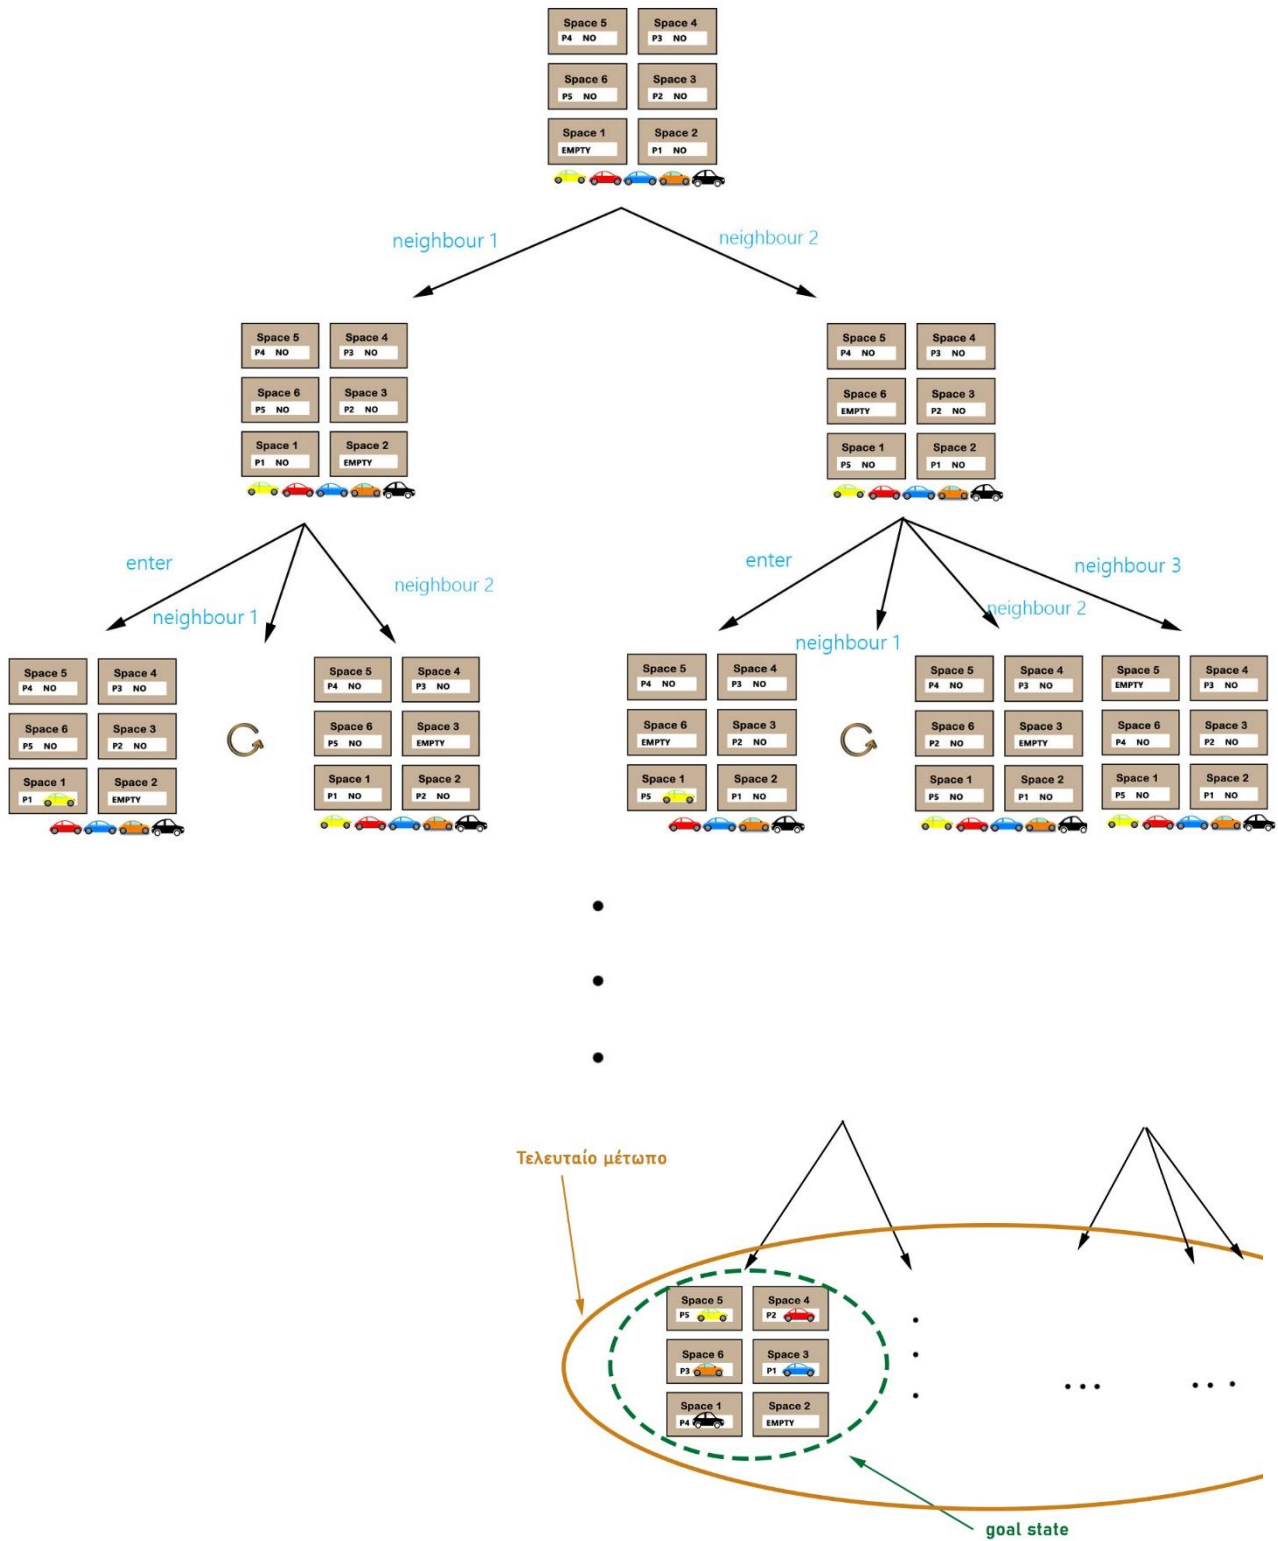 Space 5 Space 4
P4 NO P3 NO
Space 6 Space 3
P5 NO P2 NO
Space 1 Space 2
EMPTY P1 NO
neighbour 1 neighbour 2
Space 5 Space 4
P4 NO P3 NO
Space 6 Space 3
P5 NO P2 NO
Space 1 Space 2
P1 NO EMPTY
Space 5 Space 4
P4 NO P3 NO
Space 6 Space 3
EMPTY P2 NO
Space 1 Space 2
P5 NO P1 NO
enter
neighbour 1
neighbour 2
enter
neighbour 1
neighbour 2
neighbour 3
Space 5 Space 4
P4 NO P3 NO
Space 6 Space 3
P5 NO P2 NO
Space 1 Space 2
P1 EMPTY
Space 5 Space 4
P4 NO P3 NO
Space 6 Space 3
P5 NO EMPTY
Space 1 Space 2
P1 NO P2 NO
Space 5 Space 4
P4 NO P3 NO
Space 6 Space 3
EMPTY P2 NO
Space 1 Space 2
P5 P1 NO
Space 5 Space 4
P4 NO P3 NO
Space 6 Space 3
P2 NO EMPTY
Space 1 Space 2
P5 NO P1 NO
Space 5 Space 4
EMPTY P3 NO
Space 6 Space 3
P4 NO P2 NO
Space 1 Space 2
P5 NO P1 NO
Τελευταίο μέτωπο
Space 5 Space 4
P5 P2
Space 6 Space 3
P3 P1
Space 1 Space 2
P4 EMPTY
goal state